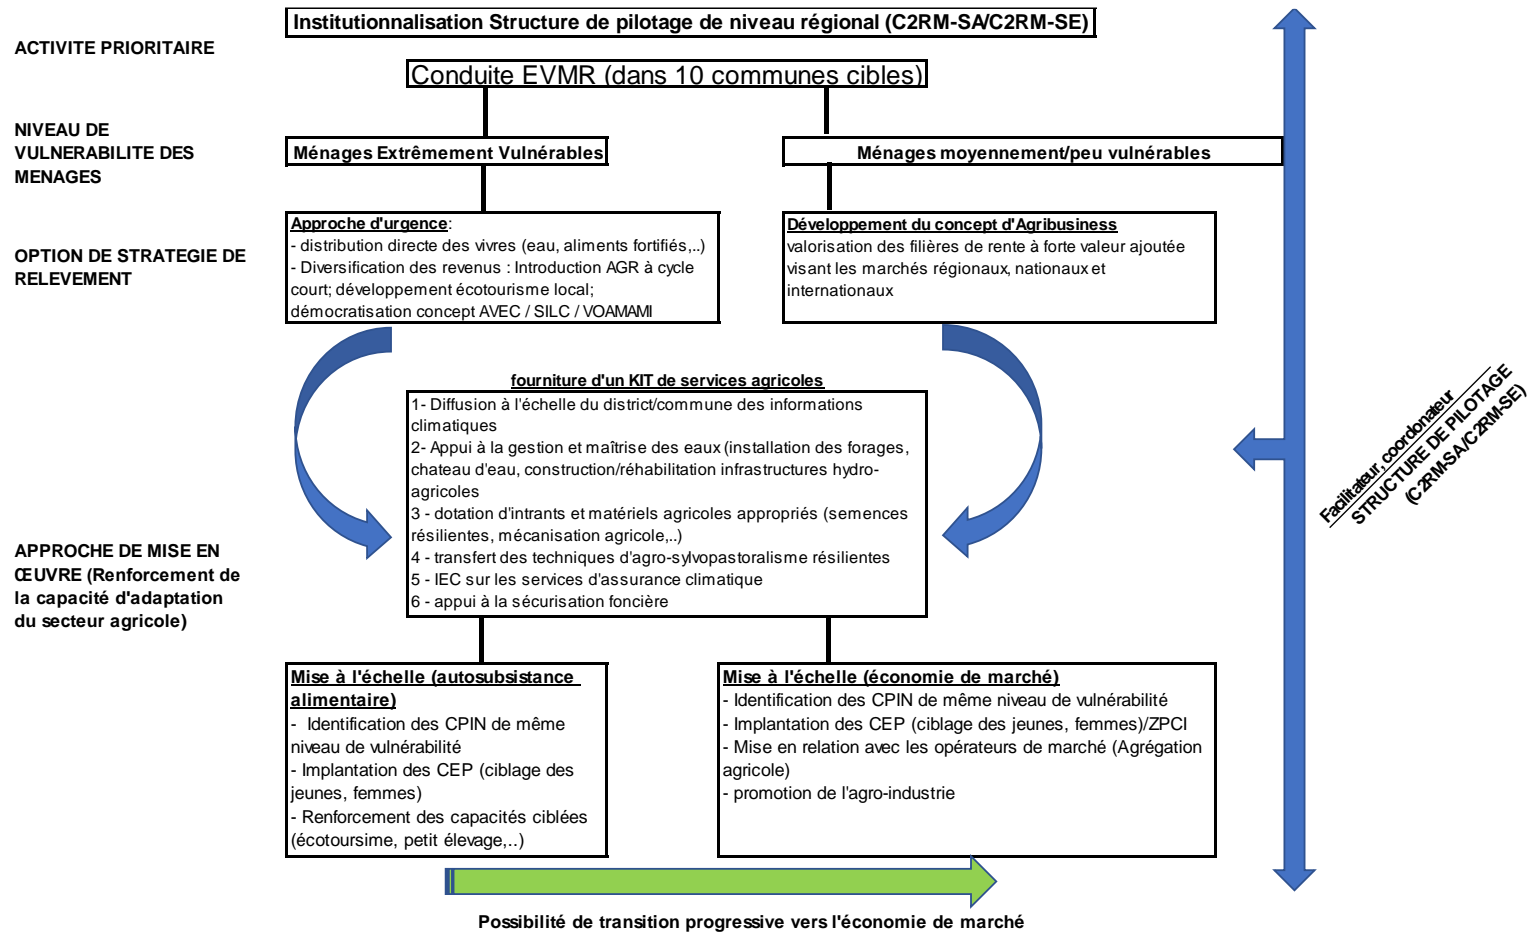 Institutionnalisation Structure de pilotage de niveau régional (C2RM-SA/C2RM-SE)
ACTIVITE PRIORITAIRE
Conduite EVMR (dans 10 communes cibles)
NIVEAU DE
VULNERABILITE DES
MENAGES
Ménages Extrêmement Vulnérables
Ménages moyennement/peu vulnérables
OPTION DE STRATEGIE DE
RELEVEMENT
Approche d'urgence:
- distribution directe des vivres (eau, aliments fortifiés,..)
- Diversification des revenus : Introduction AGR à cycle
court; développement écotourisme local;
démocratisation concept AVEC / SILC / VOAMAMI
Développement du concept d'Agribusiness
valorisation des filières de rente à forte valeur ajoutée
visant les marchés régionaux, nationaux et
internationaux
fourniture d'un KIT de services agricoles
1- Diffusion à l'échelle du district/commune des informations
climatiques
2- Appui à la gestion et maîtrise des eaux (installation des forages,
chateau d'eau, construction/réhabilitation infrastructures hydro-
agricoles
3 - dotation d'intrants et matériels agricoles appropriés (semences
résilientes, mécanisation agricole,..)
4 - transfert des techniques d'agro-sylvopastoralisme résilientes
5 - IEC sur les services d'assurance climatique
6 - appui à la sécurisation foncière
APPROCHE DE MISE EN
ŒUVRE (Renforcement de
la capacité d'adaptation
du secteur agricole)
Mise à l'échelle (autosubsistance
alimentaire)
- Identification des CPIN de même
niveau de vulnérabilité
- Implantation des CEP (ciblage des
jeunes, femmes)
- Renforcement des capacités ciblées
(écotoursime, petit élevage,..)
Mise à l'échelle (économie de marché)
- Identification des CPIN de même niveau de vulnérabilité
- Implantation des CEP (ciblage des jeunes, femmes)/ZPCI
- Mise en relation avec les opérateurs de marché (Agrégation
agricole)
- promotion de l'agro-industrie
Possibilité de transition progressive vers l'économie de marché
Facilitateur, coordonateur
STRUCTURE DE PILOTAGE
(C2RM-SA/C2RM-SE)